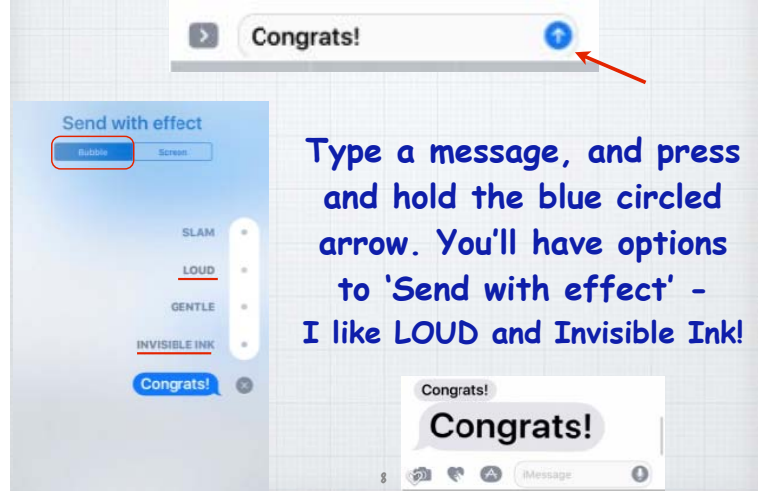 Congrats!
Send with effect
Bubble Screen
SLAM
LOUD
GENTLE
INVISIBLE INK
Congrats!
Type a message, and press
and hold the blue circled
arrow. You'll have options
to ‘Send with effect’ -
I like LOUD and Invisible Ink!
Congrats!
Congrats!
iMessage
8